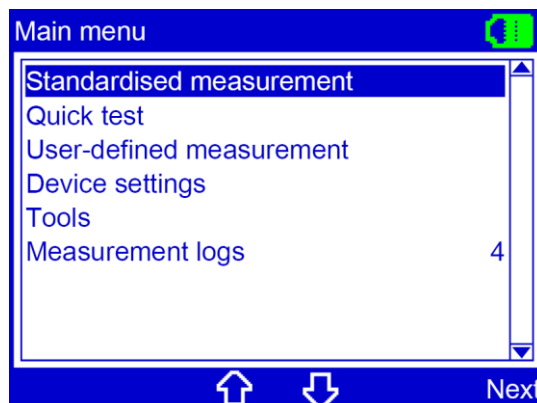 Main menu
Standardised measurement
Quick test
User-defined measurement
Device settings
Tools
Measurement logs 4
Next